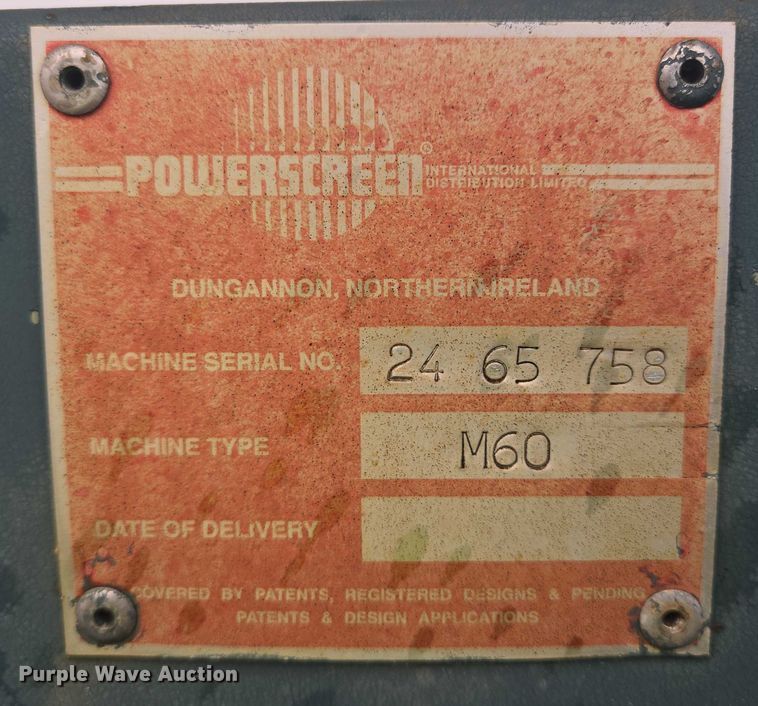 POWERSCREEN® INTERNATIONAL
DISTRIBUTION LIMITED
DUNGANNON, NORTHERN IRELAND
MACHINE SERIAL NO. 24 65 758
MACHINE TYPE M60
DATE OF DELIVERY
COVERED BY PATENTS, REGISTERED DESIGNS & PENDING
PATENTS & DESIGN APPLICATIONS
Purple Wave Auction